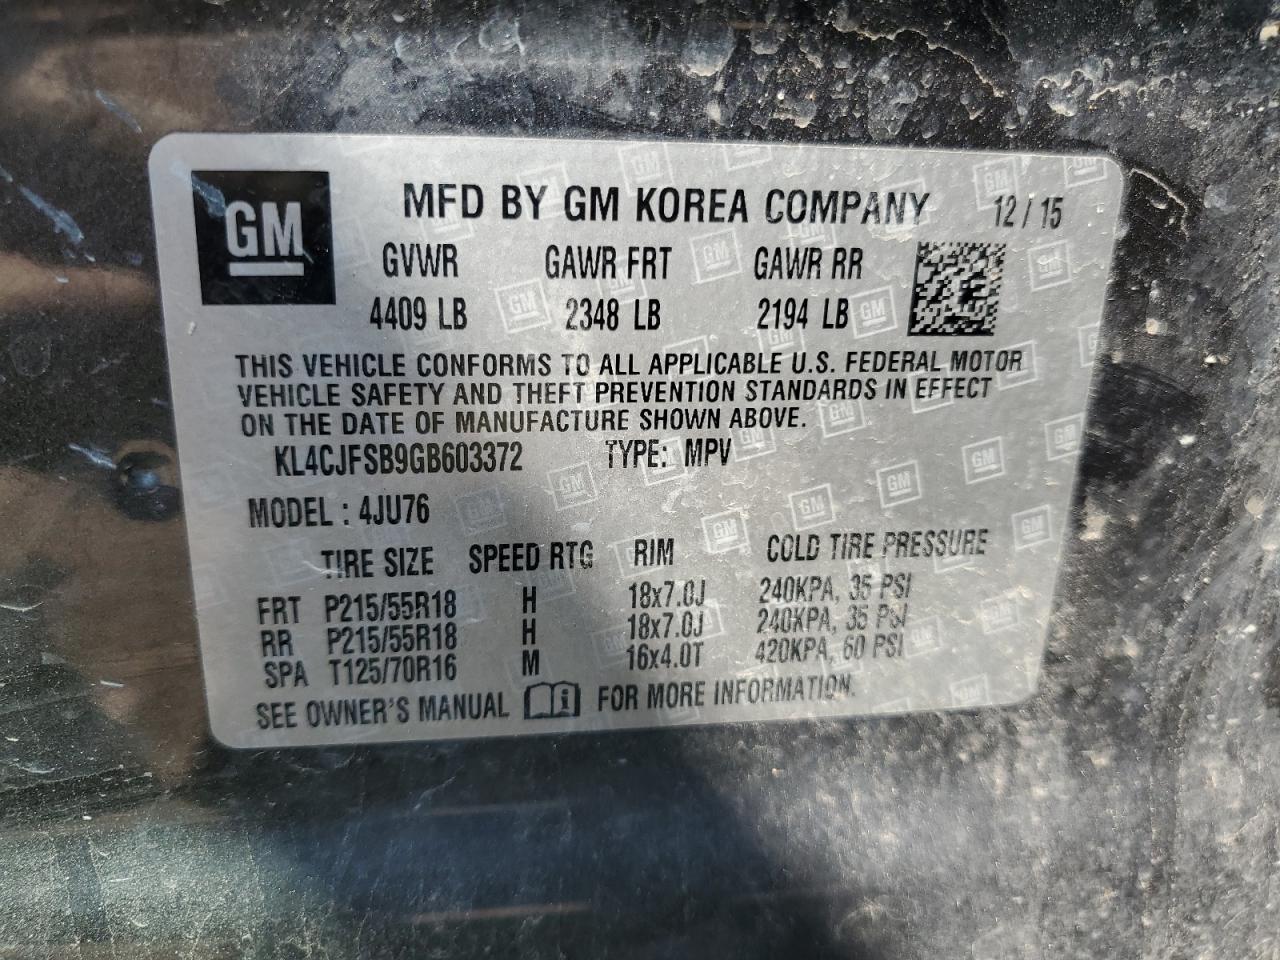 GM
MFD BY GM KOREA COMPANY 12 / 15
GVWR GAWR FRT GAWR RR
4409 LB 2348 LB 2194 LB
THIS VEHICLE CONFORMS TO ALL APPLICABLE U.S. FEDERAL MOTOR
VEHICLE SAFETY AND THEFT PREVENTION STANDARDS IN EFFECT
ON THE DATE OF MANUFACTURE SHOWN ABOVE.
KL4CJFSB9GB603372 TYPE: MPV
MODEL : 4JU76
TIRE SIZE SPEED RTG RIM COLD TIRE PRESSURE
FRT P215/55R18 H 18x7.0J 240KPA, 35 PSI
RR P215/55R18 H 18x7.0J 240KPA, 35 PSI
SPA T125/70R16 M 16x4.0T 420KPA, 60 PSI
SEE OWNER'S MANUAL FOR MORE INFORMATION.